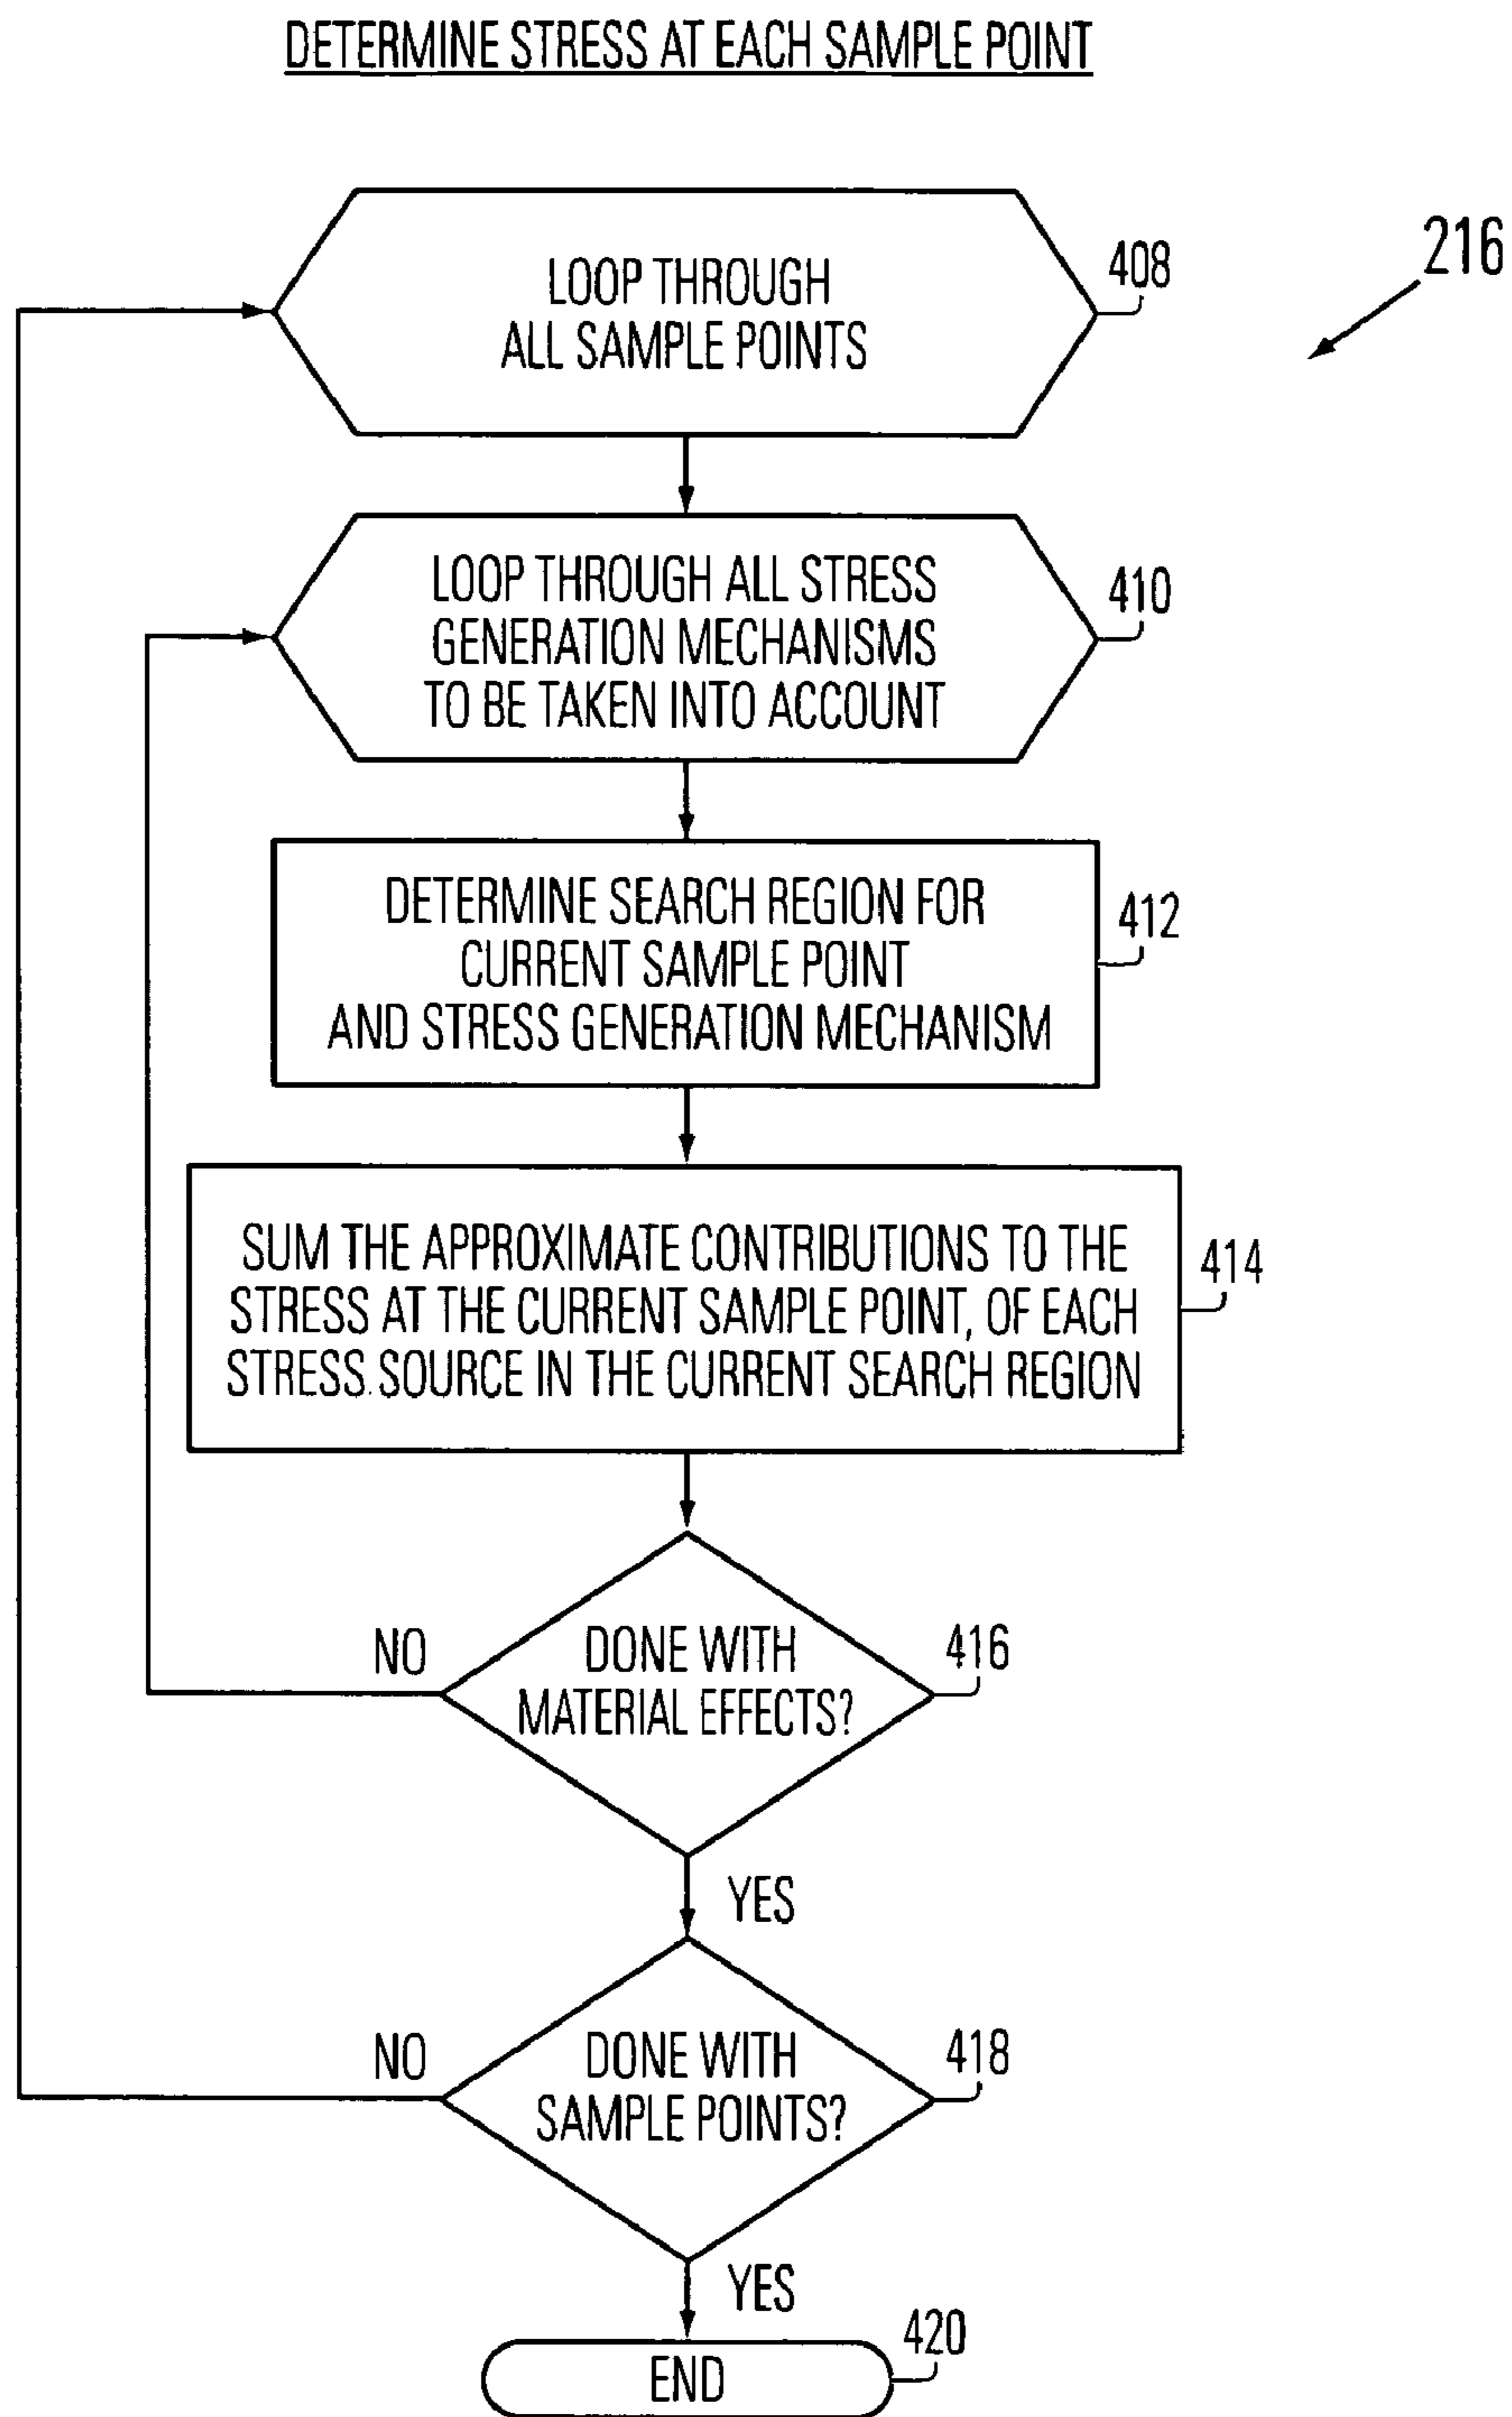 DETERMINE STRESS AT EACH SAMPLE POINT
216
LOOP THROUGH
ALL SAMPLE POINTS
408
LOOP THROUGH ALL STRESS
GENERATION MECHANISMS
TO BE TAKEN INTO ACCOUNT
410
DETERMINE SEARCH REGION FOR
CURRENT SAMPLE POINT
AND STRESS GENERATION MECHANISM
412
SUM THE APPROXIMATE CONTRIBUTIONS TO THE
STRESS AT THE CURRENT SAMPLE POINT, OF EACH
STRESS SOURCE IN THE CURRENT SEARCH REGION
414
DONE WITH
MATERIAL EFFECTS?
416
NO
YES
DONE WITH
SAMPLE POINTS?
418
NO
YES
END
420